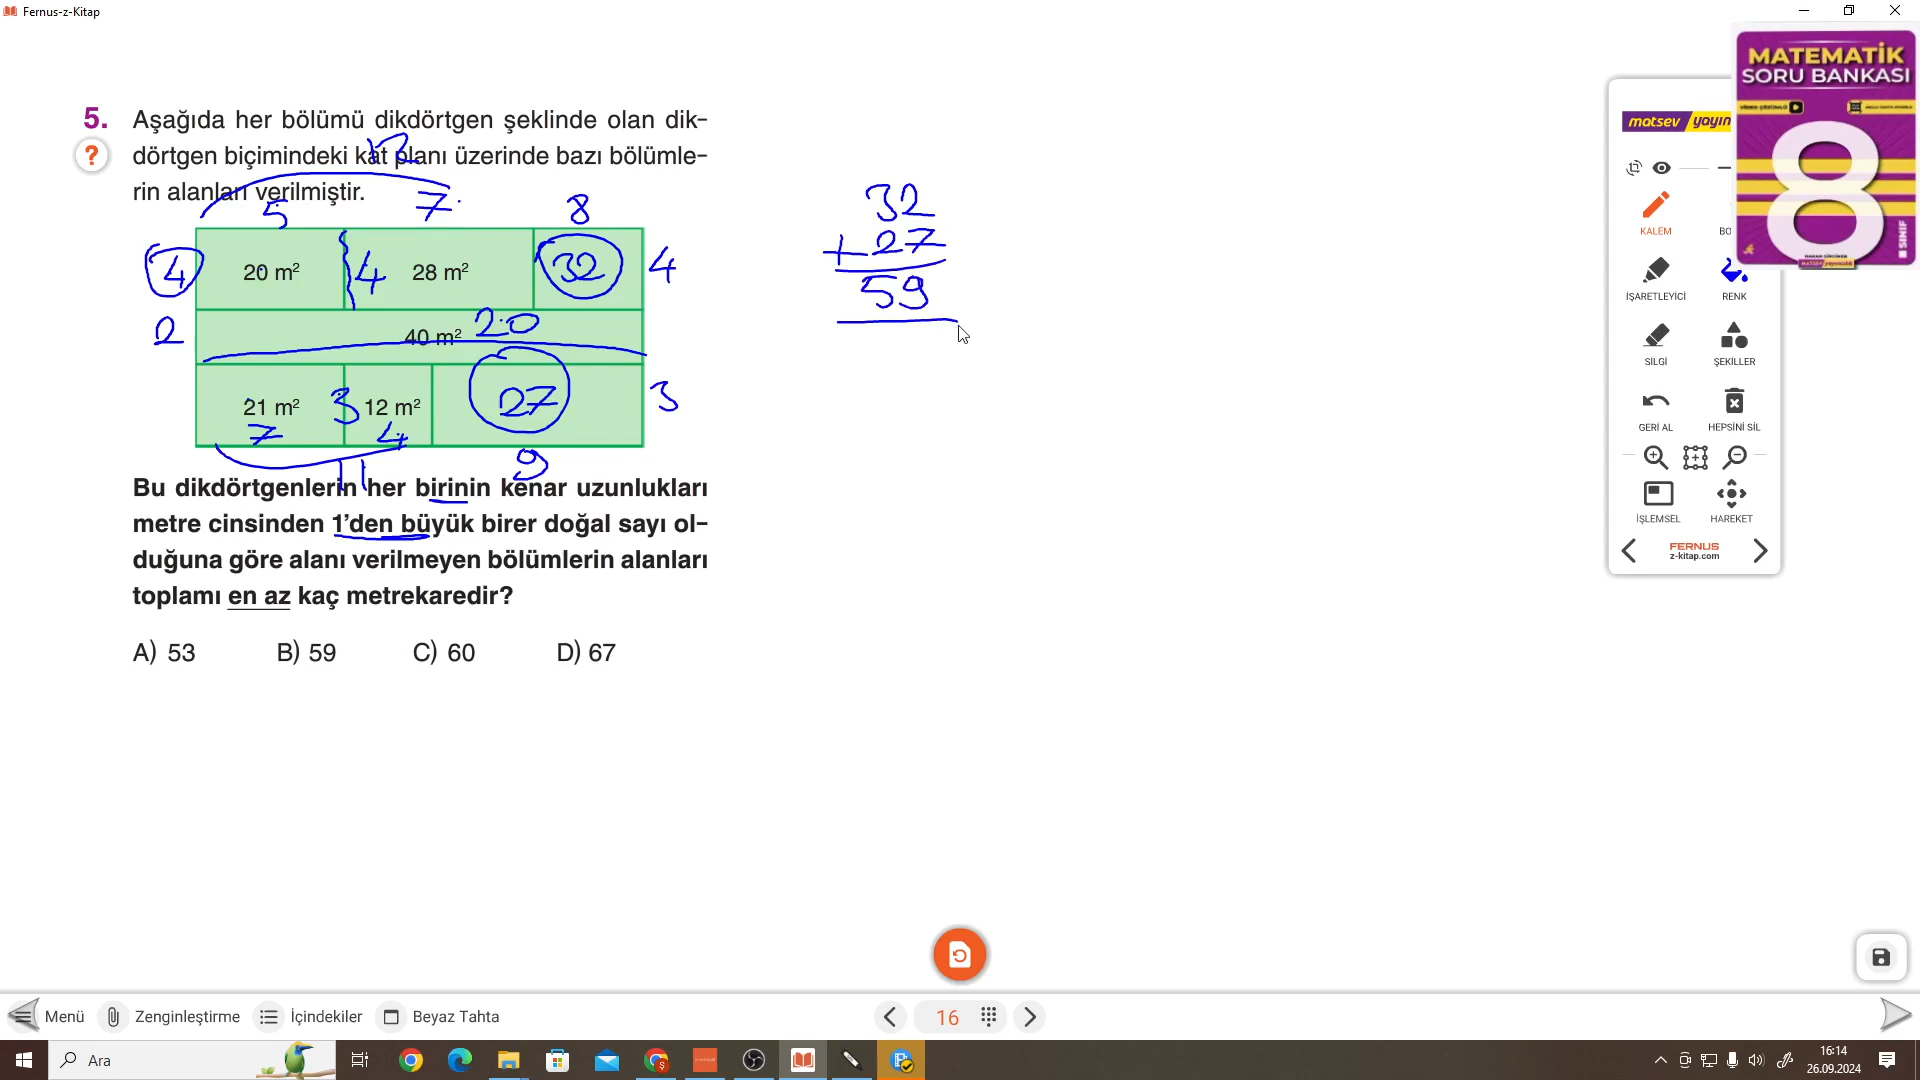 Fernus-z-Kitap
MATEMATİK
SORU BANKASI
8
SINIF
matsev yayın
KALEM
BO
İŞARETLEYİCİ
RENK
SİLGİ
ŞEKİLLER
GERİ AL
HEPSİNİ SİL
İŞLEMSEL
HAREKET
FERNUS
z-kitap.com
5. Aşağıda her bölümü dikdörtgen şeklinde olan dik-
? dörtgen biçimindeki kat planı üzerinde bazı bölümle-
rin alanları verilmiştir.
12
5 7 8
4 20 m² 4 28 m² 32 4
2 40 m² 20
21 m² 3 12 m² 27 3
7 4
11 9
32
+ 27
59
Bu dikdörtgenlerin her birinin kenar uzunlukları
metre cinsinden 1’den büyük birer doğal sayı ol-
duğuna göre alanı verilmeyen bölümlerin alanları
toplamı en az kaç metrekaredir?
A) 53 B) 59 C) 60 D) 67
Menü Zenginleştirme İçindekiler Beyaz Tahta 16
Ara
16:14
26.09.2024